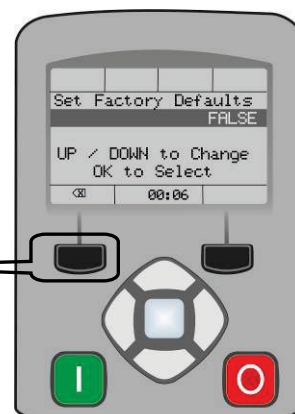 Set Factory Defaults
FALSE
UP / DOWN to Change
OK to Select
00:06
I
O